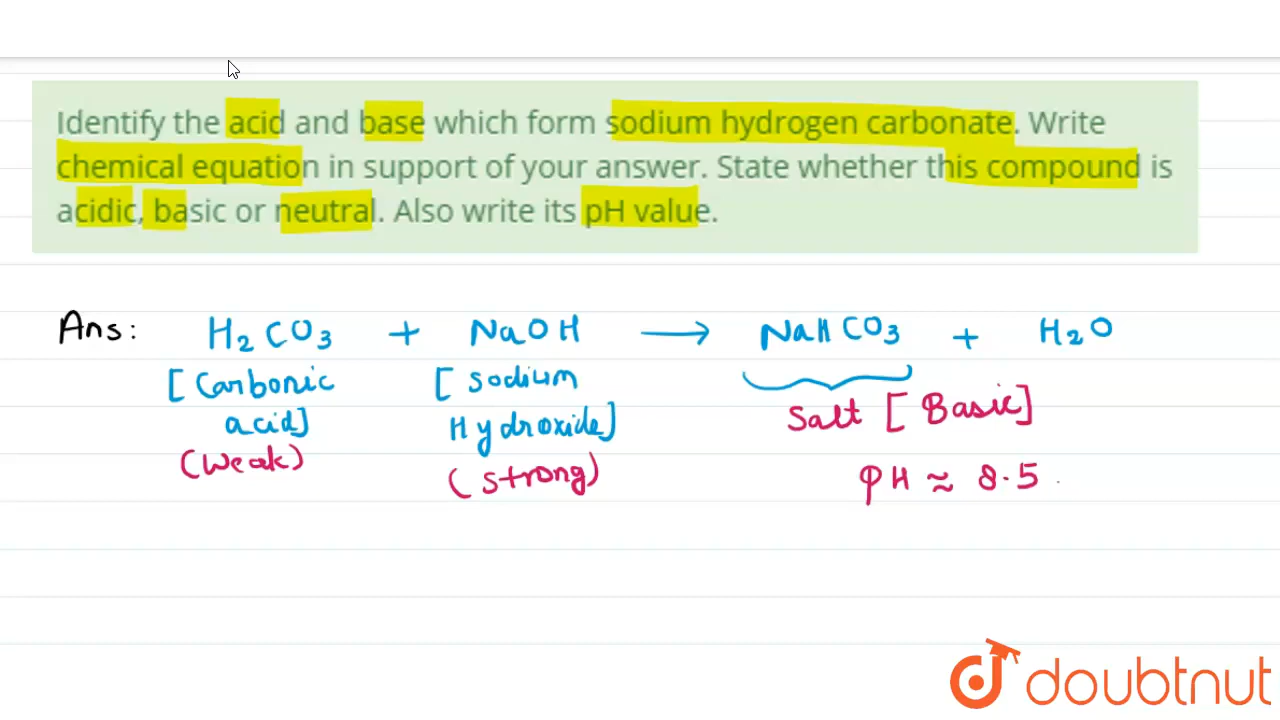 Identify the acid and base which form sodium hydrogen carbonate. Write
chemical equation in support of your answer. State whether this compound is
acidic, basic or neutral. Also write its pH value.
Ans: H₂CO₃ + NaOH → NaHCO₃ + H₂O
[Carbonic acid] [Sodium Hydroxide] Salt [Basic]
(Weak) (Strong) pH ≈ 8.5
doubtnut